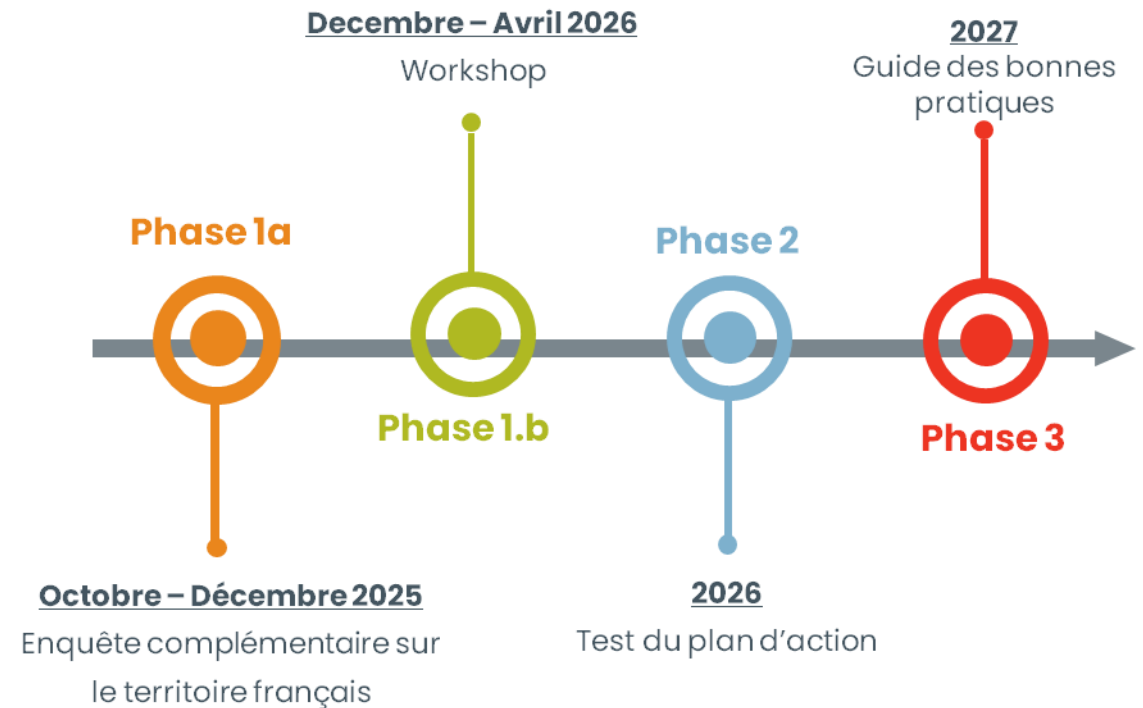 Decembre – Avril 2026
Workshop
2027
Guide des bonnes
pratiques
Phase 1a
Phase 2
Phase 1.b
Phase 3
Octobre – Décembre 2025
Enquête complémentaire sur
le territoire français
2026
Test du plan d’action